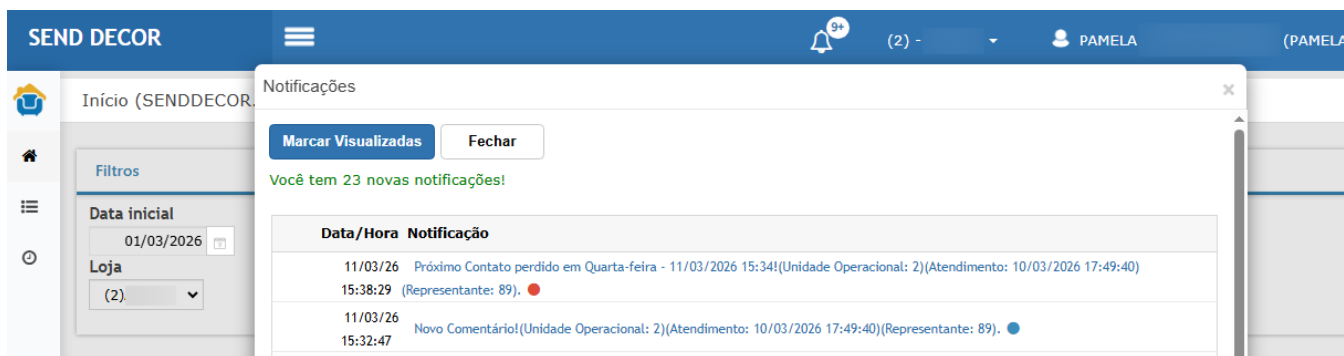 SEND DECOR
9+
(2) -
PAMELA
(PAMELA
Início (SENDDECOR.
Notificações
×
Marcar Visualizadas
Fechar
Você tem 23 novas notificações!
Filtros
Data inicial
01/03/2026
Loja
(2)
Data/Hora Notificação
11/03/26
15:38:29
Próximo Contato perdido em Quarta-feira - 11/03/2026 15:34!(Unidade Operacional: 2)(Atendimento: 10/03/2026 17:49:40)
(Representante: 89).
11/03/26
15:32:47
Novo Comentário!(Unidade Operacional: 2)(Atendimento: 10/03/2026 17:49:40)(Representante: 89).